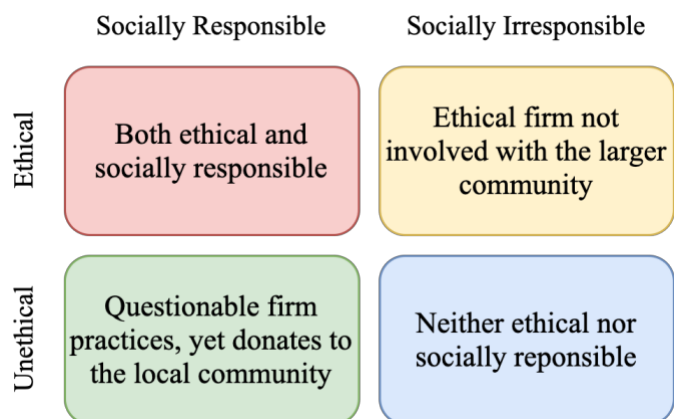 Socially Responsible
Socially Irresponsible
Ethical
Both ethical and
socially responsible
Ethical firm not
involved with the larger
community
Unethical
Questionable firm
practices, yet donates to
the local community
Neither ethical nor
socially reponsible